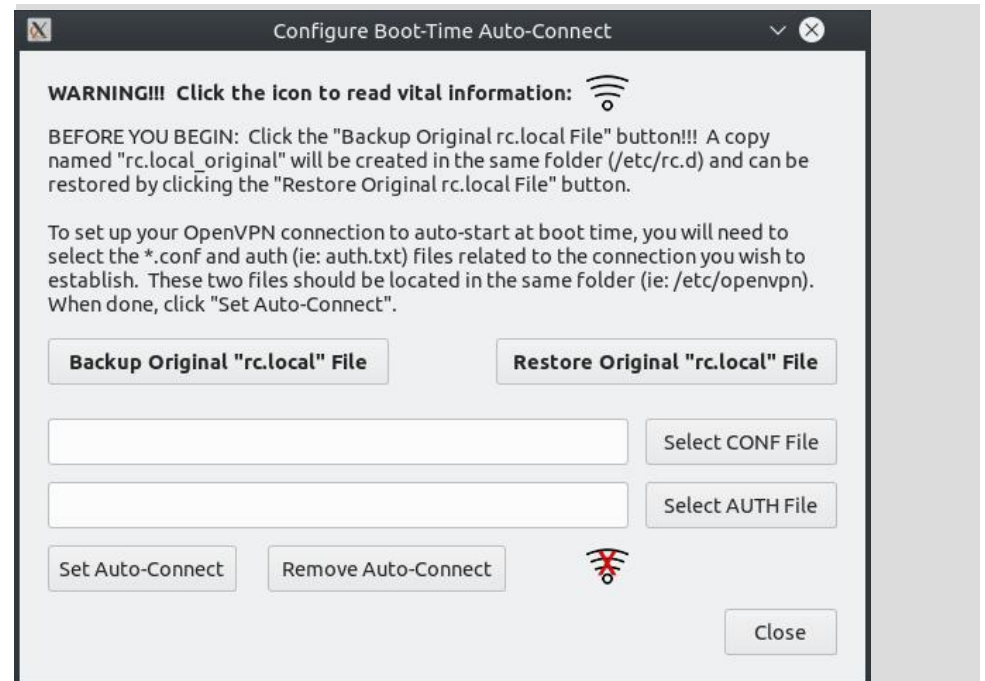 Configure Boot-Time Auto-Connect
WARNING!!! Click the icon to read vital information:
BEFORE YOU BEGIN: Click the "Backup Original rc.local File" button!!! A copy
named "rc.local_original" will be created in the same folder (/etc/rc.d) and can be
restored by clicking the "Restore Original rc.local File" button.
To set up your OpenVPN connection to auto-start at boot time, you will need to
select the *.conf and auth (ie: auth.txt) files related to the connection you wish to
establish. These two files should be located in the same folder (ie: /etc/openvpn).
When done, click "Set Auto-Connect".
Backup Original "rc.local" File
Restore Original "rc.local" File
Select CONF File
Select AUTH File
Set Auto-Connect
Remove Auto-Connect
Close